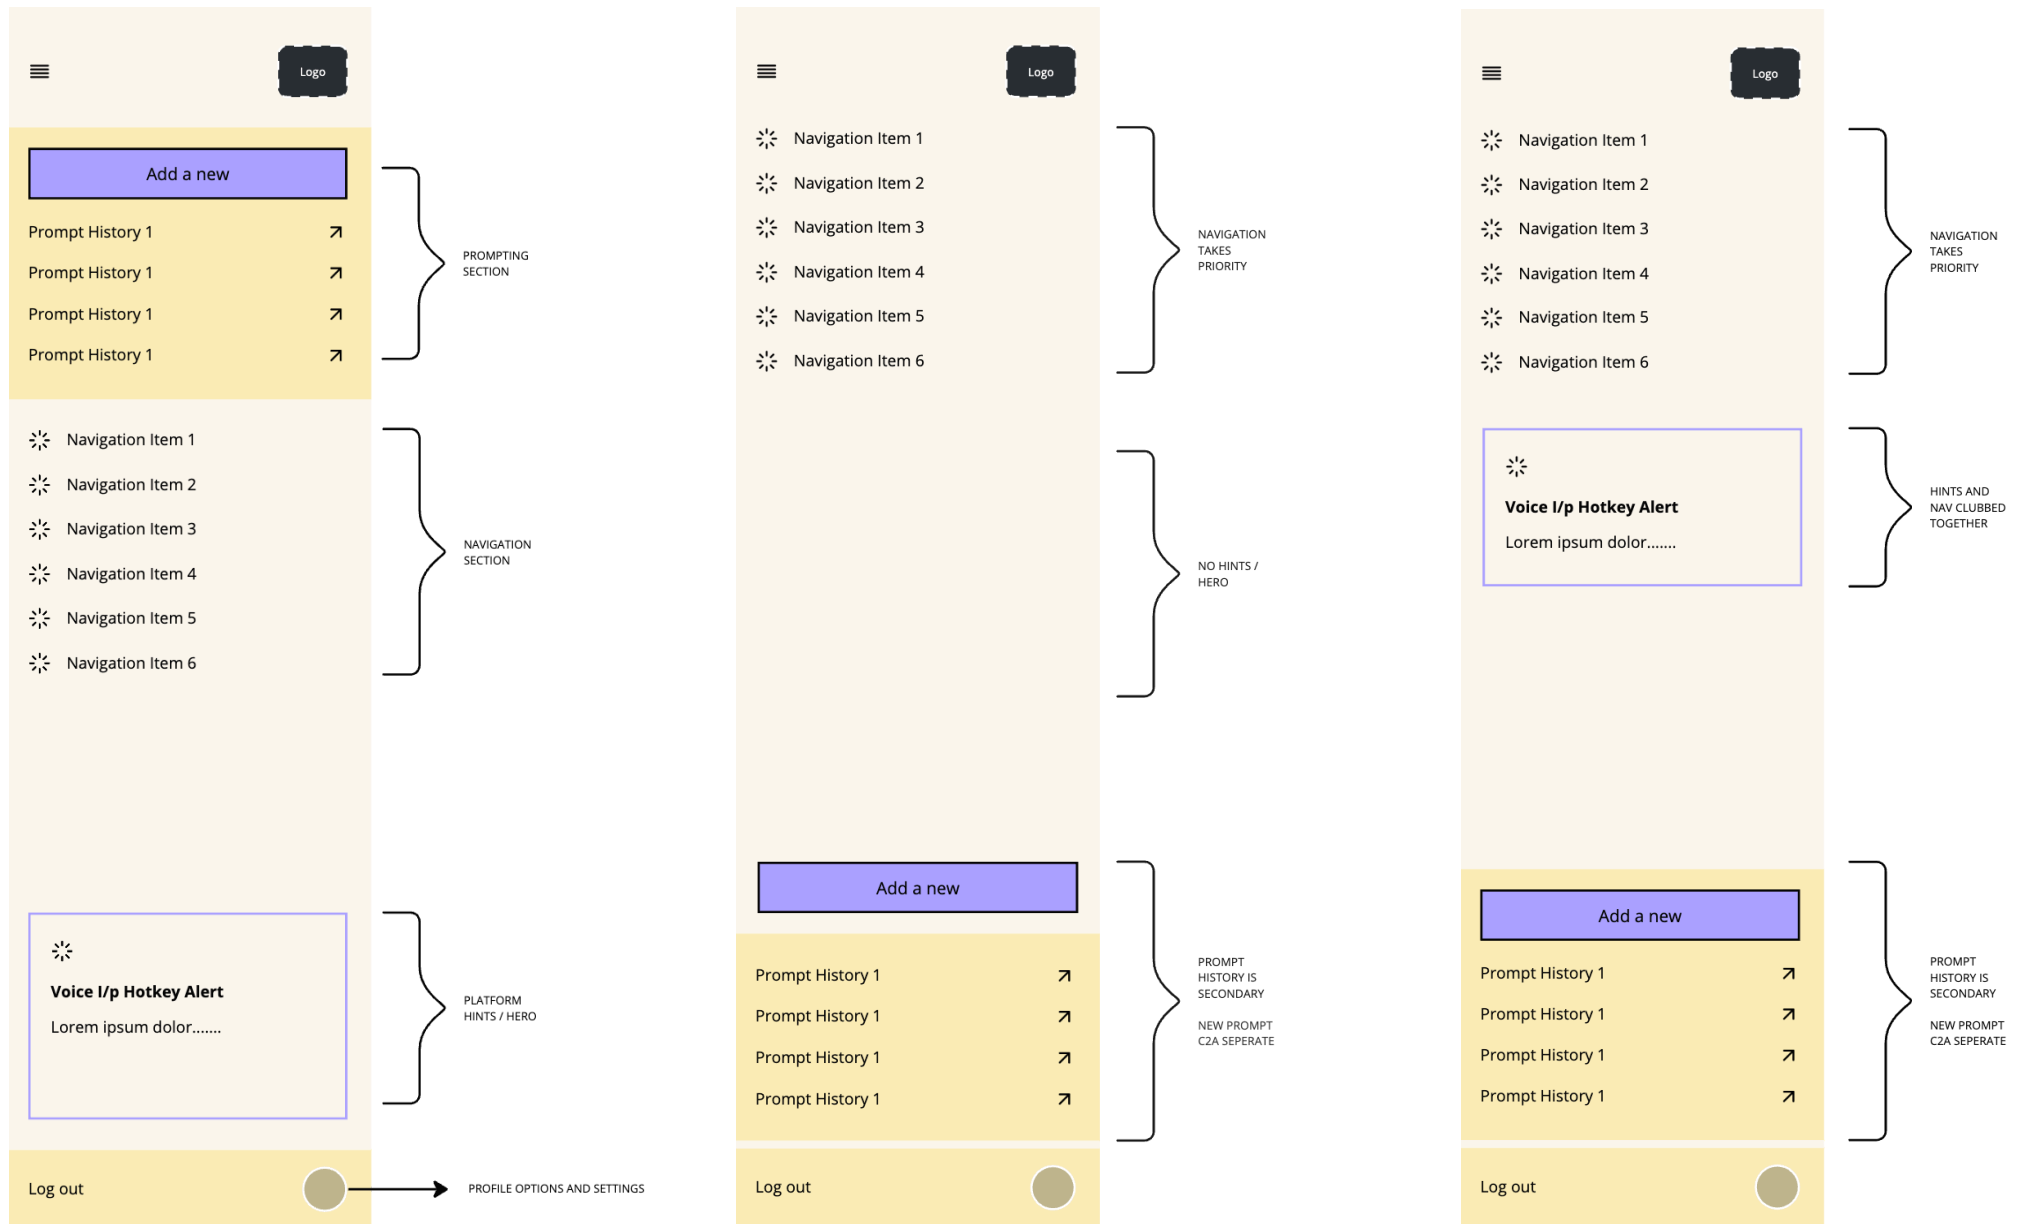 Logo
Add a new
Prompt History 1
Prompt History 1
Prompt History 1
Prompt History 1
PROMPTING
SECTION
Navigation Item 1
Navigation Item 2
Navigation Item 3
Navigation Item 4
Navigation Item 5
Navigation Item 6
NAVIGATION
SECTION
Voice I/p Hotkey Alert
Lorem ipsum dolor.......
PLATFORM
HINTS / HERO
Log out
PROFILE OPTIONS AND SETTINGS
Logo
Navigation Item 1
Navigation Item 2
Navigation Item 3
Navigation Item 4
Navigation Item 5
Navigation Item 6
NAVIGATION
TAKES
PRIORITY
NO HINTS /
HERO
Add a new
Prompt History 1
Prompt History 1
Prompt History 1
Prompt History 1
PROMPT
HISTORY IS
SECONDARY
NEW PROMPT
C2A SEPERATE
Log out
Logo
Navigation Item 1
Navigation Item 2
Navigation Item 3
Navigation Item 4
Navigation Item 5
Navigation Item 6
NAVIGATION
TAKES
PRIORITY
Voice I/p Hotkey Alert
Lorem ipsum dolor.......
HINTS AND
NAV CLUBBED
TOGETHER
Add a new
Prompt History 1
Prompt History 1
Prompt History 1
Prompt History 1
PROMPT
HISTORY IS
SECONDARY
NEW PROMPT
C2A SEPERATE
Log out